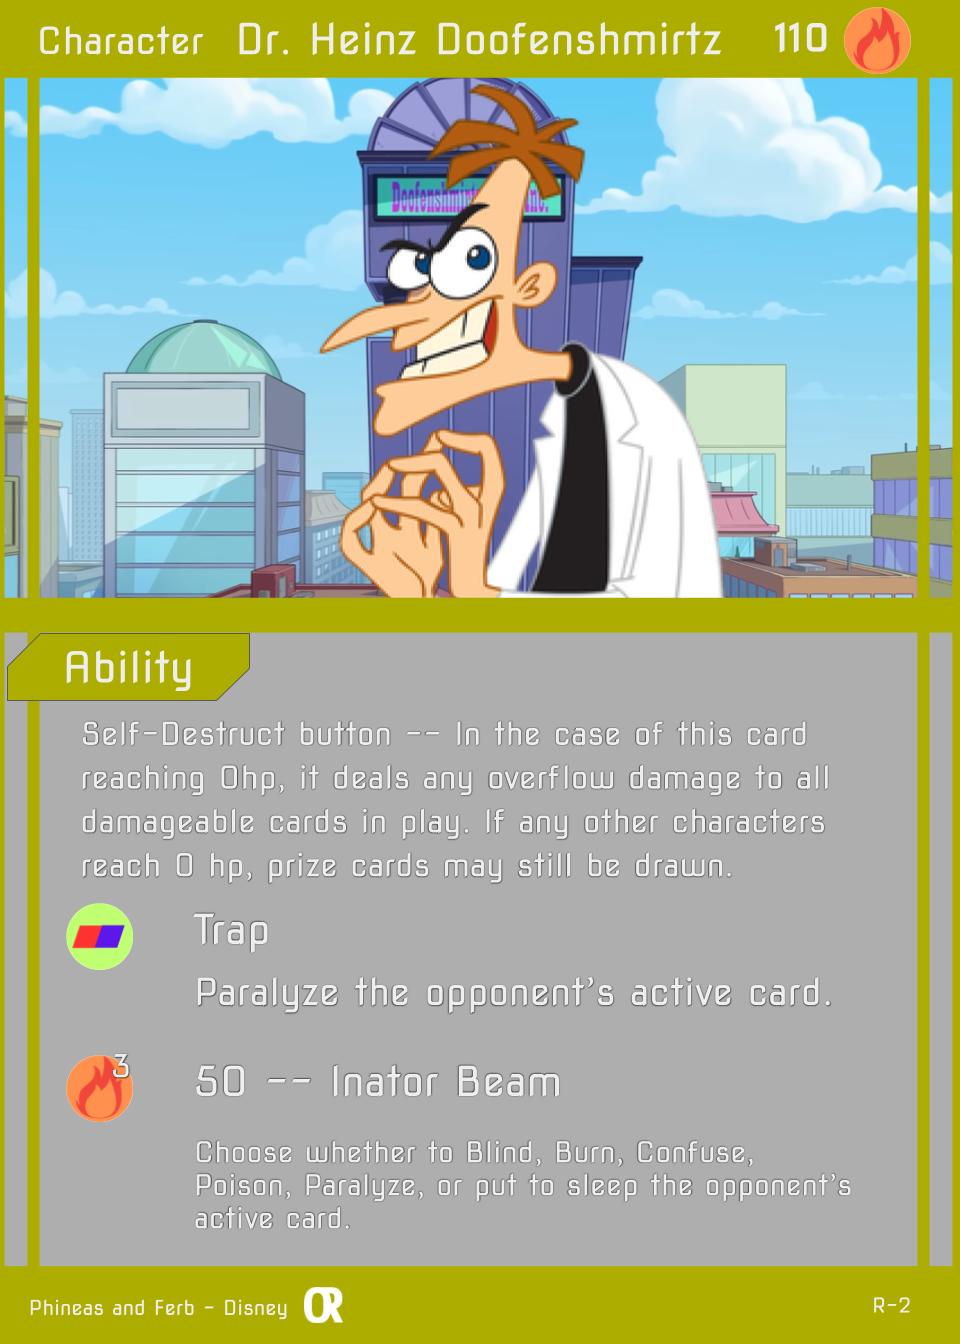 Character Dr. Heinz Doofenshmirtz 110
Doofenshmirtz Inc.
Ability
Self-Destruct button -- In the case of this card
reaching 0hp, it deals any overflow damage to all
damageable cards in play. If any other characters
reach 0 hp, prize cards may still be drawn.
Trap
Paralyze the opponent's active card.
3
50 -- Inator Beam
Choose whether to Blind, Burn, Confuse,
Poison, Paralyze, or put to sleep the opponent's
active card.
Phineas and Ferb - Disney OR R-2